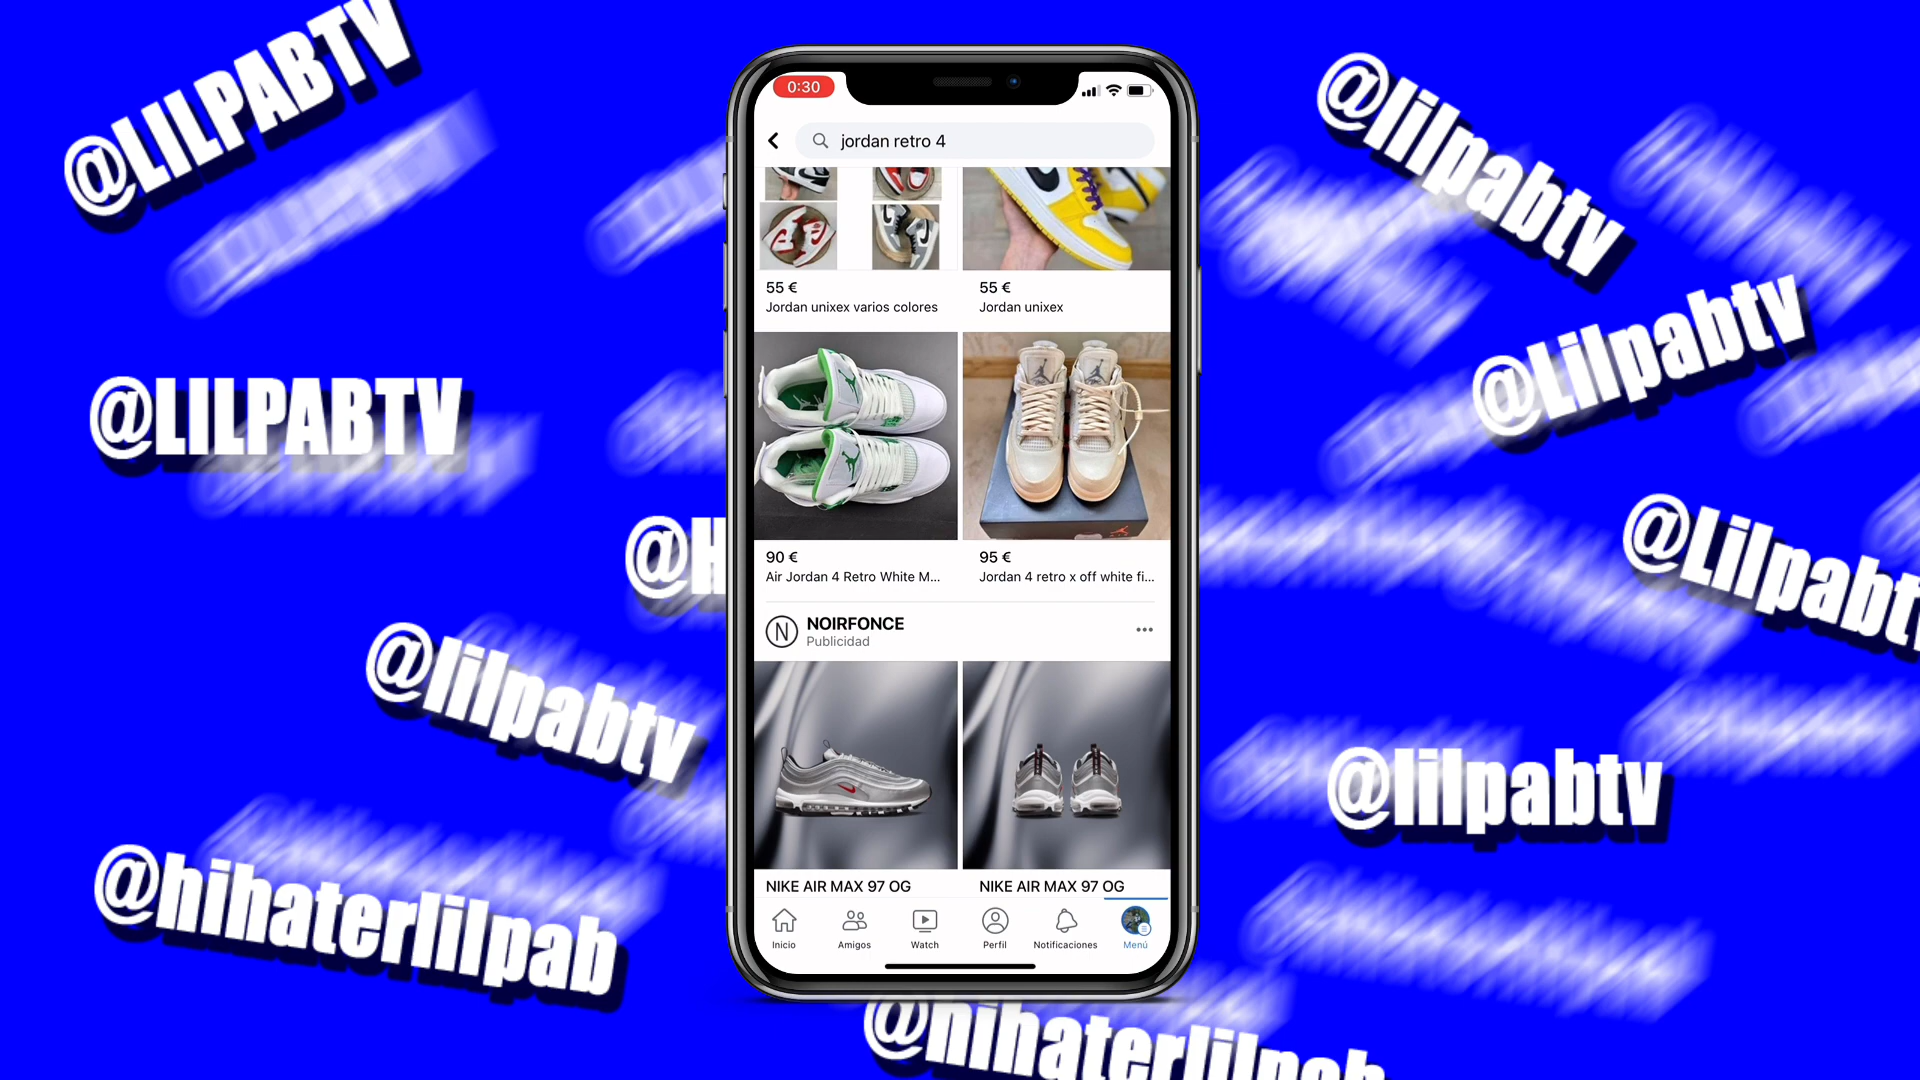 @LILPABTV
@lilpabtv
@LILPABTV
@Lilpabtv
@H
@Lilpabt
@lilpabtv
@lilpabtv
@hihaterlilpab
@hihaterlilpab
0:30
jordan retro 4
55 €
Jordan unixex varios colores
55 €
Jordan unixex
90 €
Air Jordan 4 Retro White M...
95 €
Jordan 4 retro x off white fi...
N
NOIRFONCE
Publicidad
NIKE AIR MAX 97 OG
NIKE AIR MAX 97 OG
Inicio
Amigos
Watch
Perfil
Notificaciones
Menú